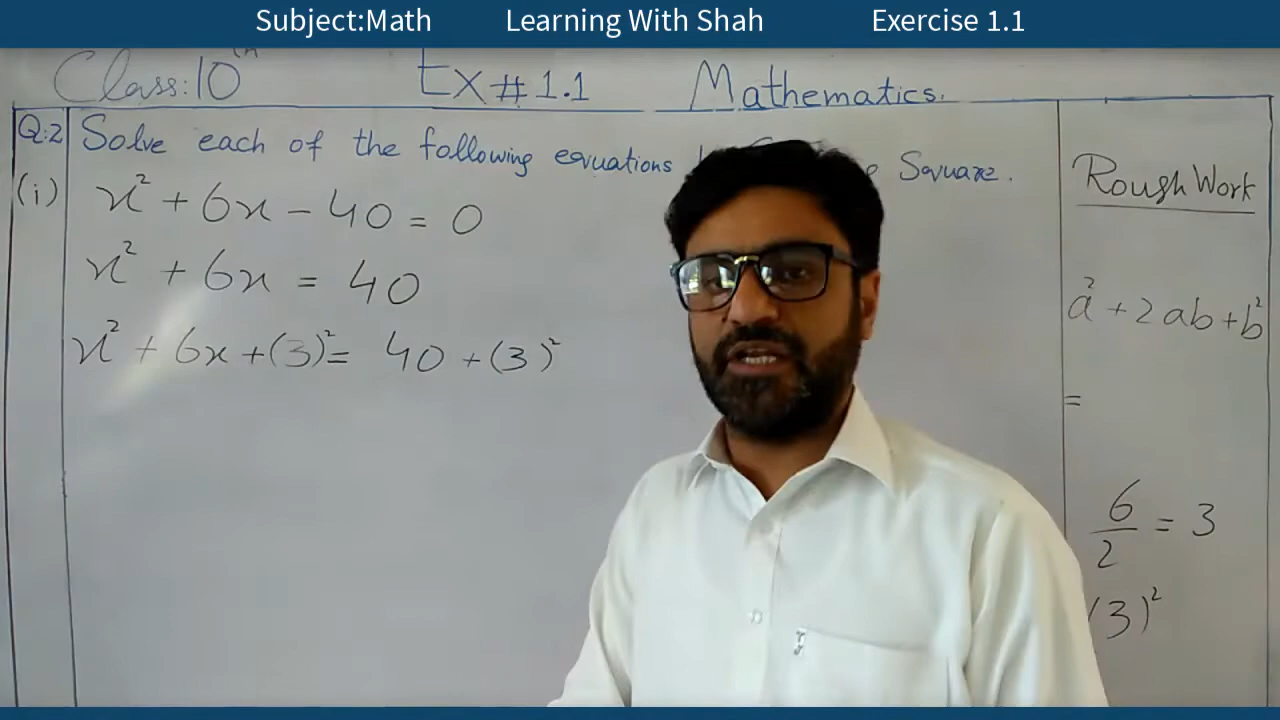 Subject:Math Learning With Shah Exercise 1.1
Class:10th Ex#1.1 Mathematics.
Q:2 Solve each of the following equations Square.
(i) x² + 6x - 40 = 0
x² + 6x = 40
x² + 6x + (3)² = 40 + (3)²
Rough Work
a² + 2ab + b²
=
6/2 = 3
(3)²